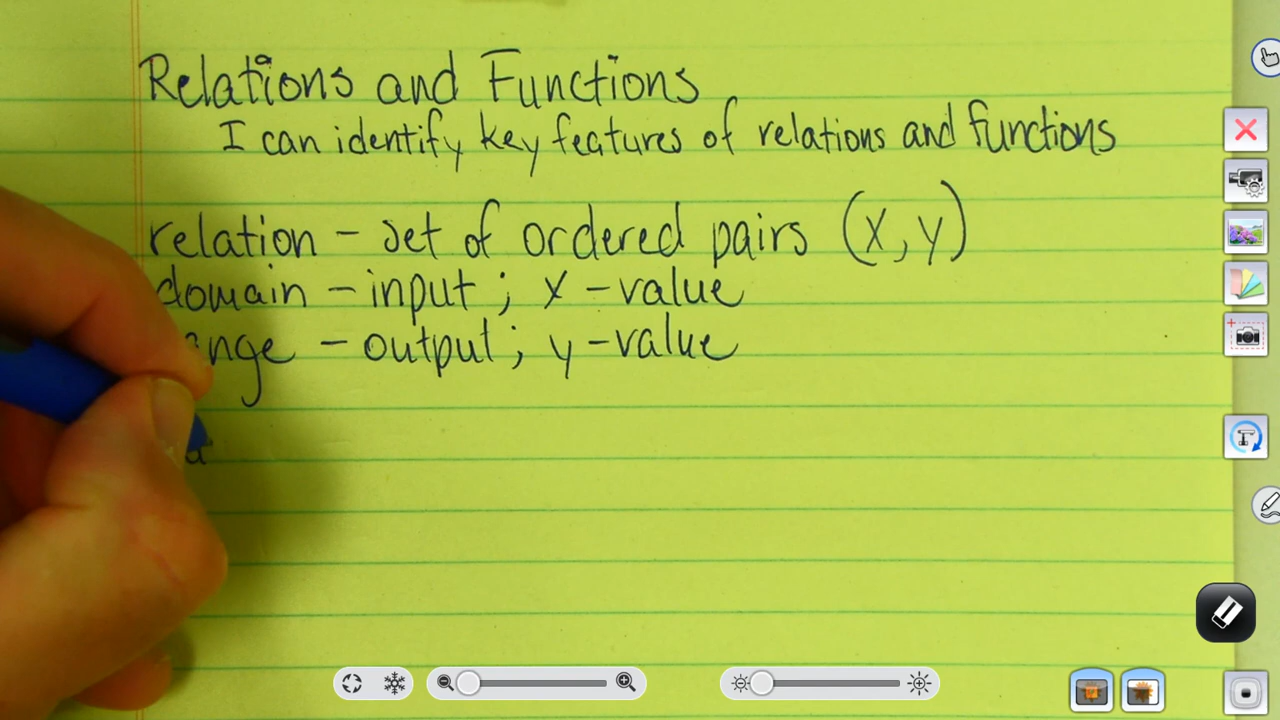 Relations and Functions
I can identify key features of relations and functions
relation - set of ordered pairs (x, y)
domain - input; x-value
ange - output; y-value